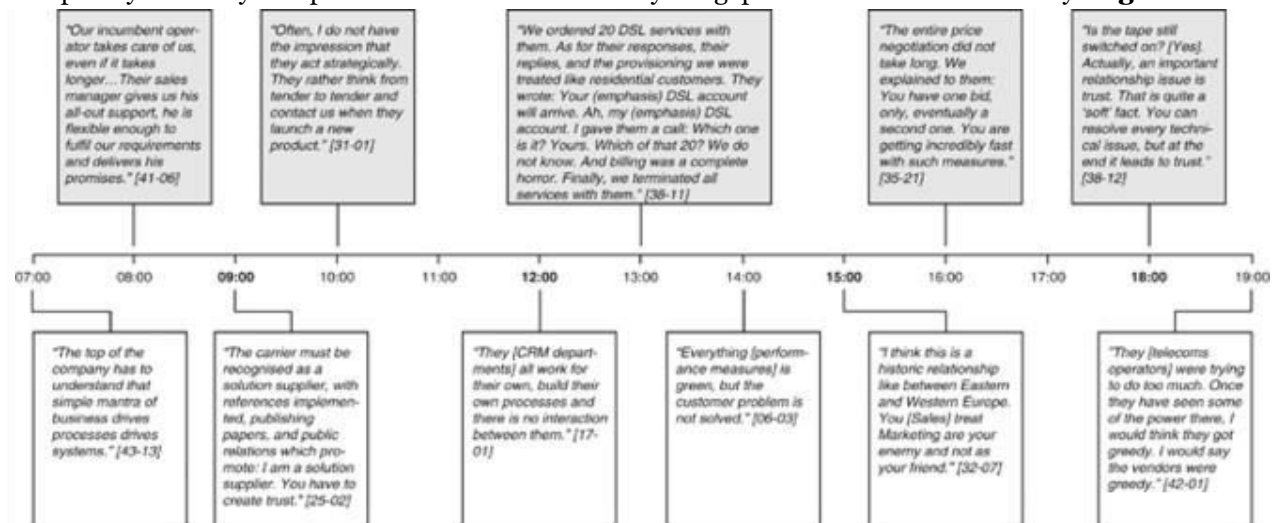 "Our incumbent oper-
ator takes care of us,
even if it takes
longer...Their sales
manager gives us his
all-out support, he is
flexible enough to
fulfil our requirements
and delivers his
promises." [41-06]
"Often, I do not have
the impression that
they act strategically.
They rather think from
tender to tender and
contact us when they
launch a new
product." [31-01]
"We ordered 20 DSL services with
them. As for their responses, their
replies, and the provisioning we were
treated like residential customers. They
wrote: Your (emphasis) DSL account
will arrive. Ah, my (emphasis) DSL
account. I gave them a call: Which one
is it? Yours. Which of that 20? We do
not know. And billing was a complete
horror. Finally, we terminated all
services with them." [38-11]
"The entire price
negotiation did not
take long. We
explained to them:
You have one bid,
only, eventually a
second one. You are
getting incredibly fast
with such measures."
[35-21]
"Is the tape still
switched on? [Yes].
Actually, an important
relationship issue is
trust. That is quite a
'soft' fact. You can
resolve every techni-
cal issue, but at the
end it leads to trust."
[38-12]
07:00 08:00 09:00 10:00 11:00 12:00 13:00 14:00 15:00 16:00 17:00 18:00 19:00
"The top of the
company has to
understand that
simple mantra of
business drives
processes drives
systems." [43-13]
"The carrier must be
recognised as a
solution supplier, with
references implemen-
ted, publishing
papers, and public
relations which pro-
mote: I am a solution
supplier. You have to
create trust." [25-02]
"They [CRM depart-
ments] all work for
their own, build their
own processes and
there is no interaction
between them." [17-
01]
"Everything [perform-
ance measures] is
green, but the
customer problem is
not solved." [06-03]
"I think this is a
historic relationship
like between Eastern
and Western Europe.
You [Sales] treat
Marketing are your
enemy and not as
your friend." [32-07]
"They [telecoms
operators] were trying
to do too much. Once
they have seen some
of the power there, I
would think they got
greedy. I would say
the vendors were
greedy." [42-01]